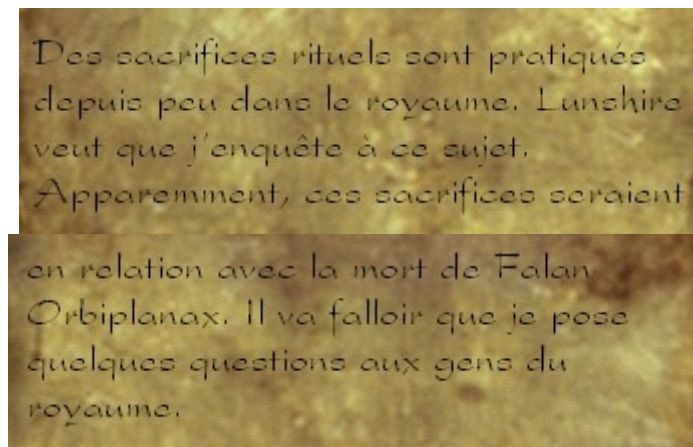 Des sacrifices rituels sont pratiqués
depuis peu dans le royaume. Lunshire
veut que j'enquête à ce sujet.
Apparemment, ces sacrifices seraient
en relation avec la mort de Falan
Orbiplanax. Il va falloir que je pose
quelques questions aux gens du
royaume.